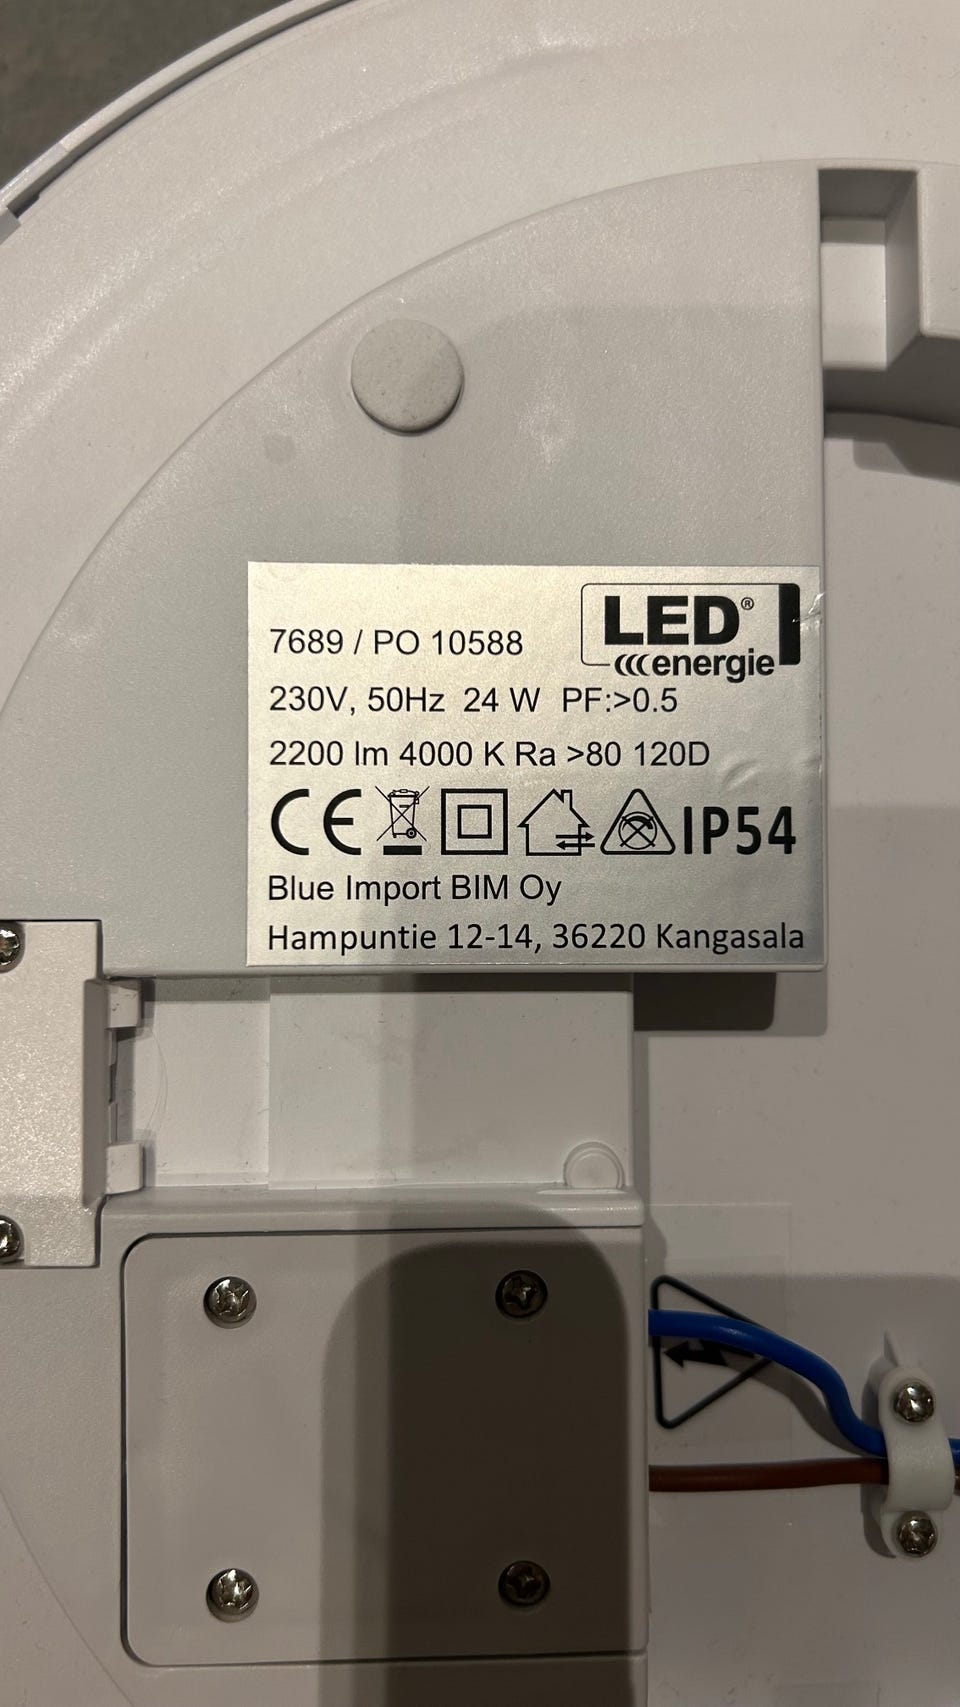 LED®
energie
7689 / PO 10588
230V, 50Hz 24 W PF:>0.5
2200 lm 4000 K Ra >80 120D
CE IP54
Blue Import BIM Oy
Hampuntie 12-14, 36220 Kangasala